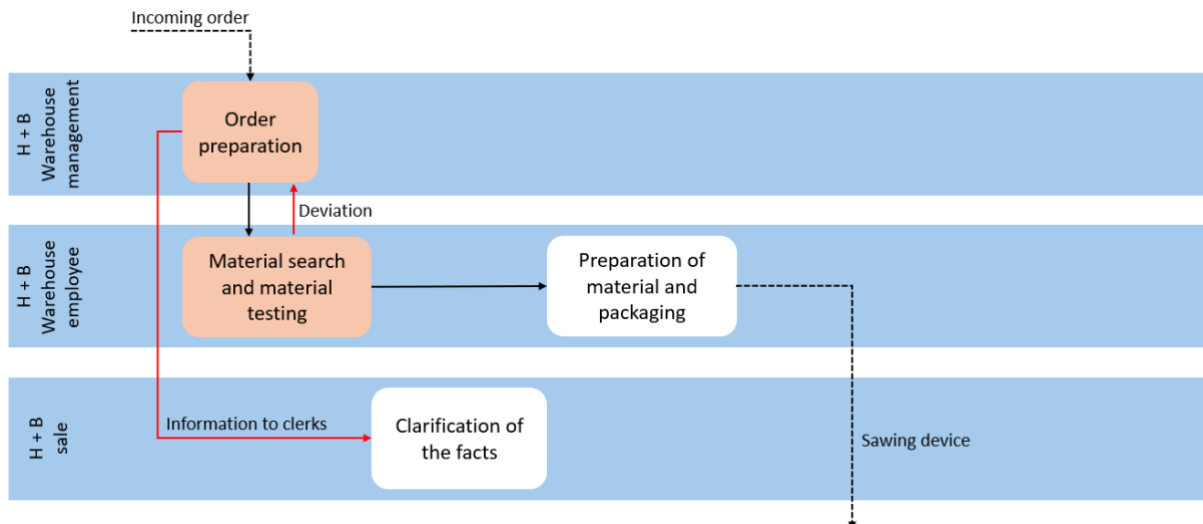 Incoming order
H + B
Warehouse
management
Order
preparation
Deviation
H + B
Warehouse
employee
Material search
and material
testing
Preparation of
material and
packaging
H + B
sale
Information to clerks
Clarification of
the facts
Sawing device